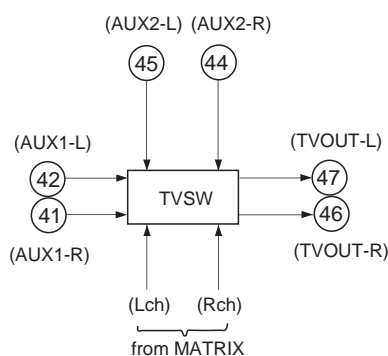 (AUX2-L) (AUX2-R)
45 44
(AUX1-L) (TVOUT-L)
42 TVSW 47
41 46
(AUX1-R) (TVOUT-R)
(Lch) (Rch)
from MATRIX